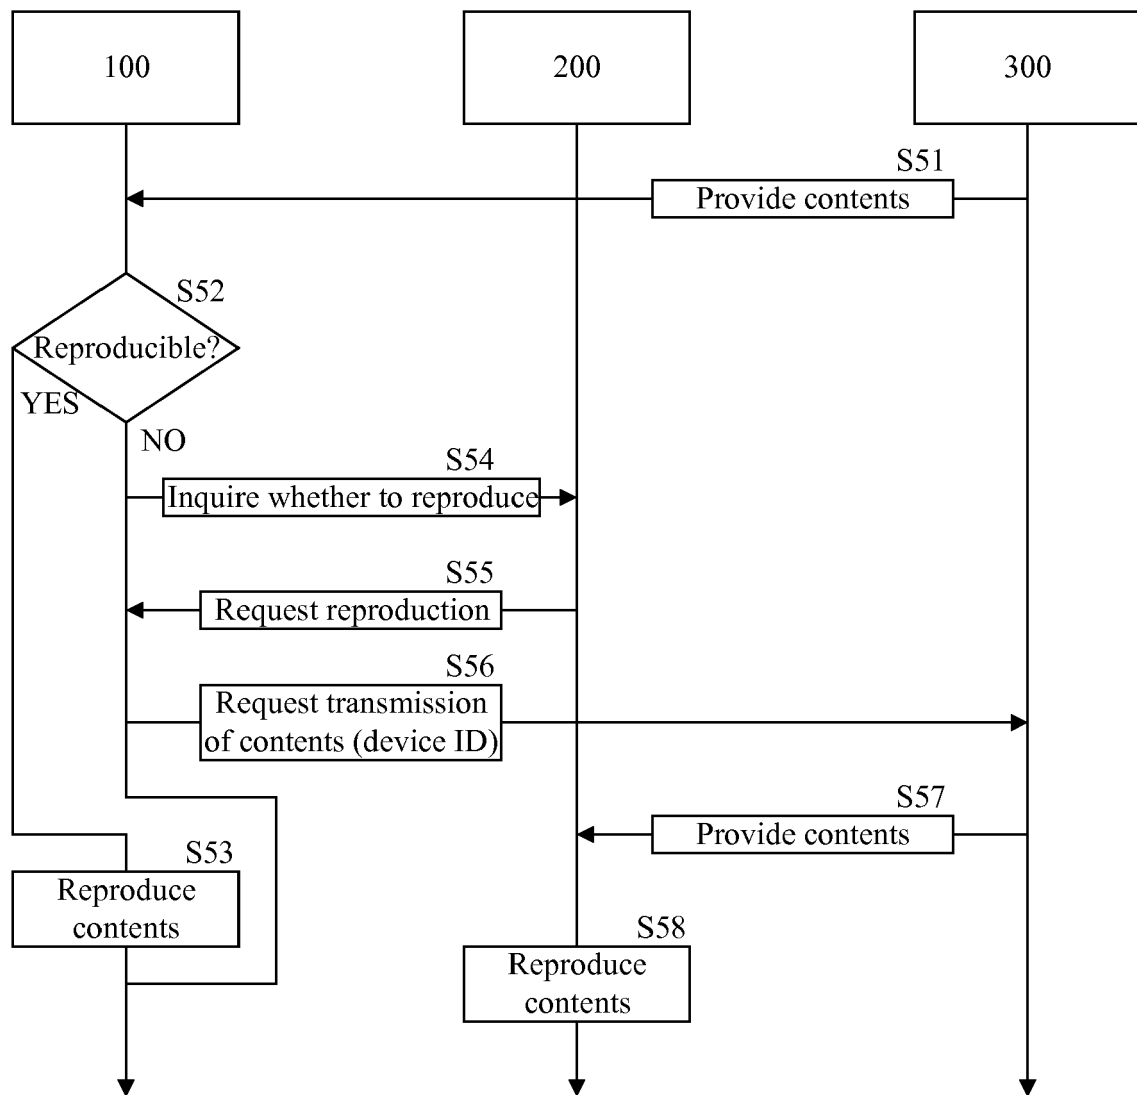 100
200
300
S51
Provide contents
S52
Reproducible?
YES
NO
S54
Inquire whether to reproduce
S55
Request reproduction
S56
Request transmission
of contents (device ID)
S57
Provide contents
S53
Reproduce
contents
S58
Reproduce
contents